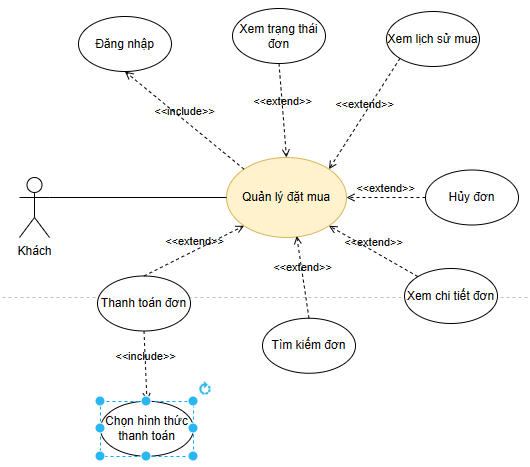 Đăng nhập
Xem trạng thái
đơn
Xem lịch sử mua
<<include>>
<<extend>>
<<extend>>
Quản lý đặt mua
<<extend>>
Hủy đơn
Khách
<<extend>>
<<extend>>
<<extend>>
Thanh toán đơn
Xem chi tiết đơn
Tìm kiếm đơn
<<include>>
Chọn hình thức
thanh toán